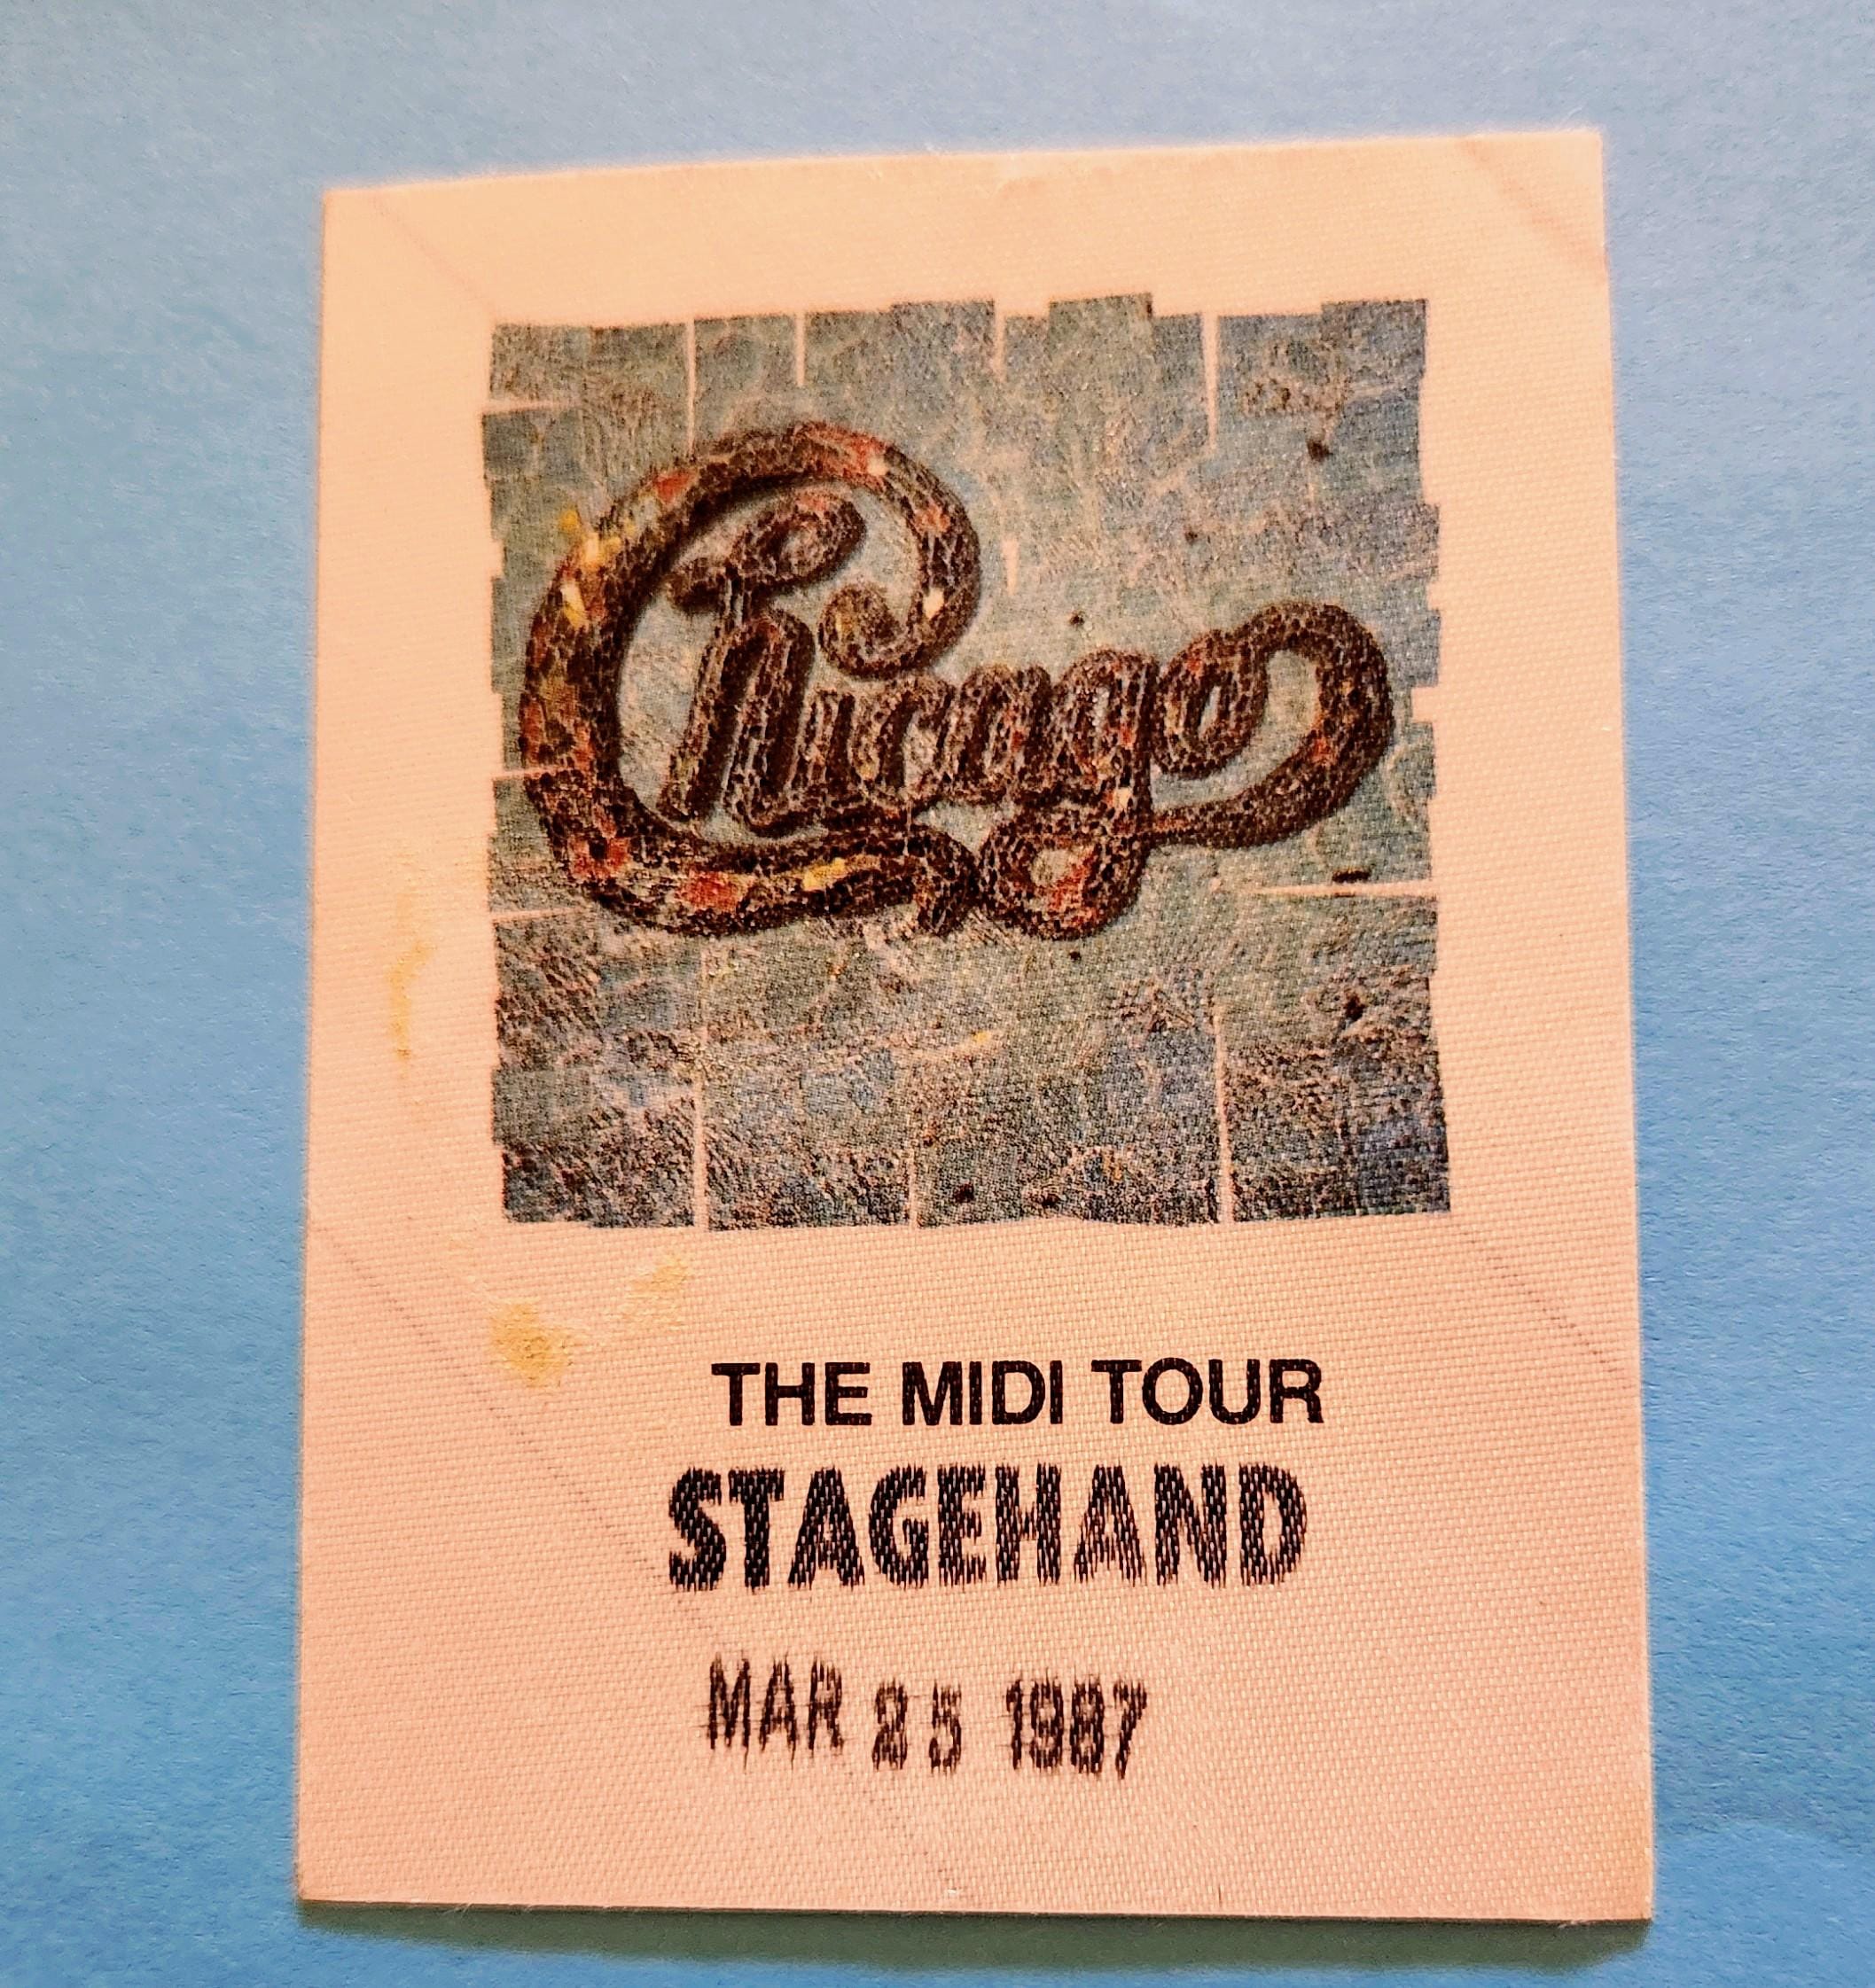 Chicago
THE MIDI TOUR
STAGEHAND
MAR 25 1987